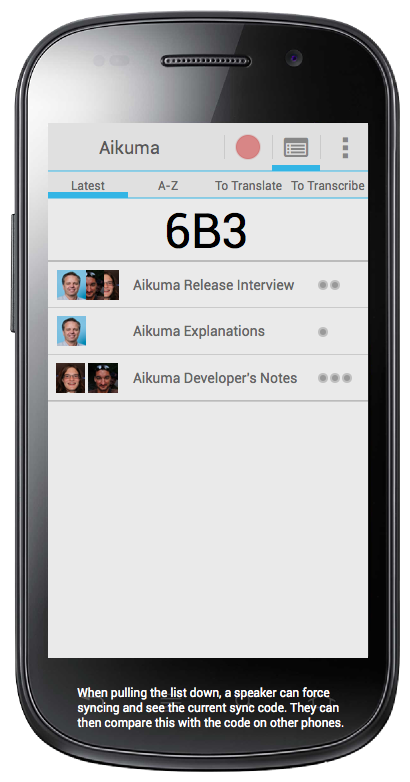 Aikuma
Latest A-Z To Translate To Transcribe
6B3
Aikuma Release Interview
Aikuma Explanations
Aikuma Developer's Notes
When pulling the list down, a speaker can force
syncing and see the current sync code. They can
then compare this with the code on other phones.